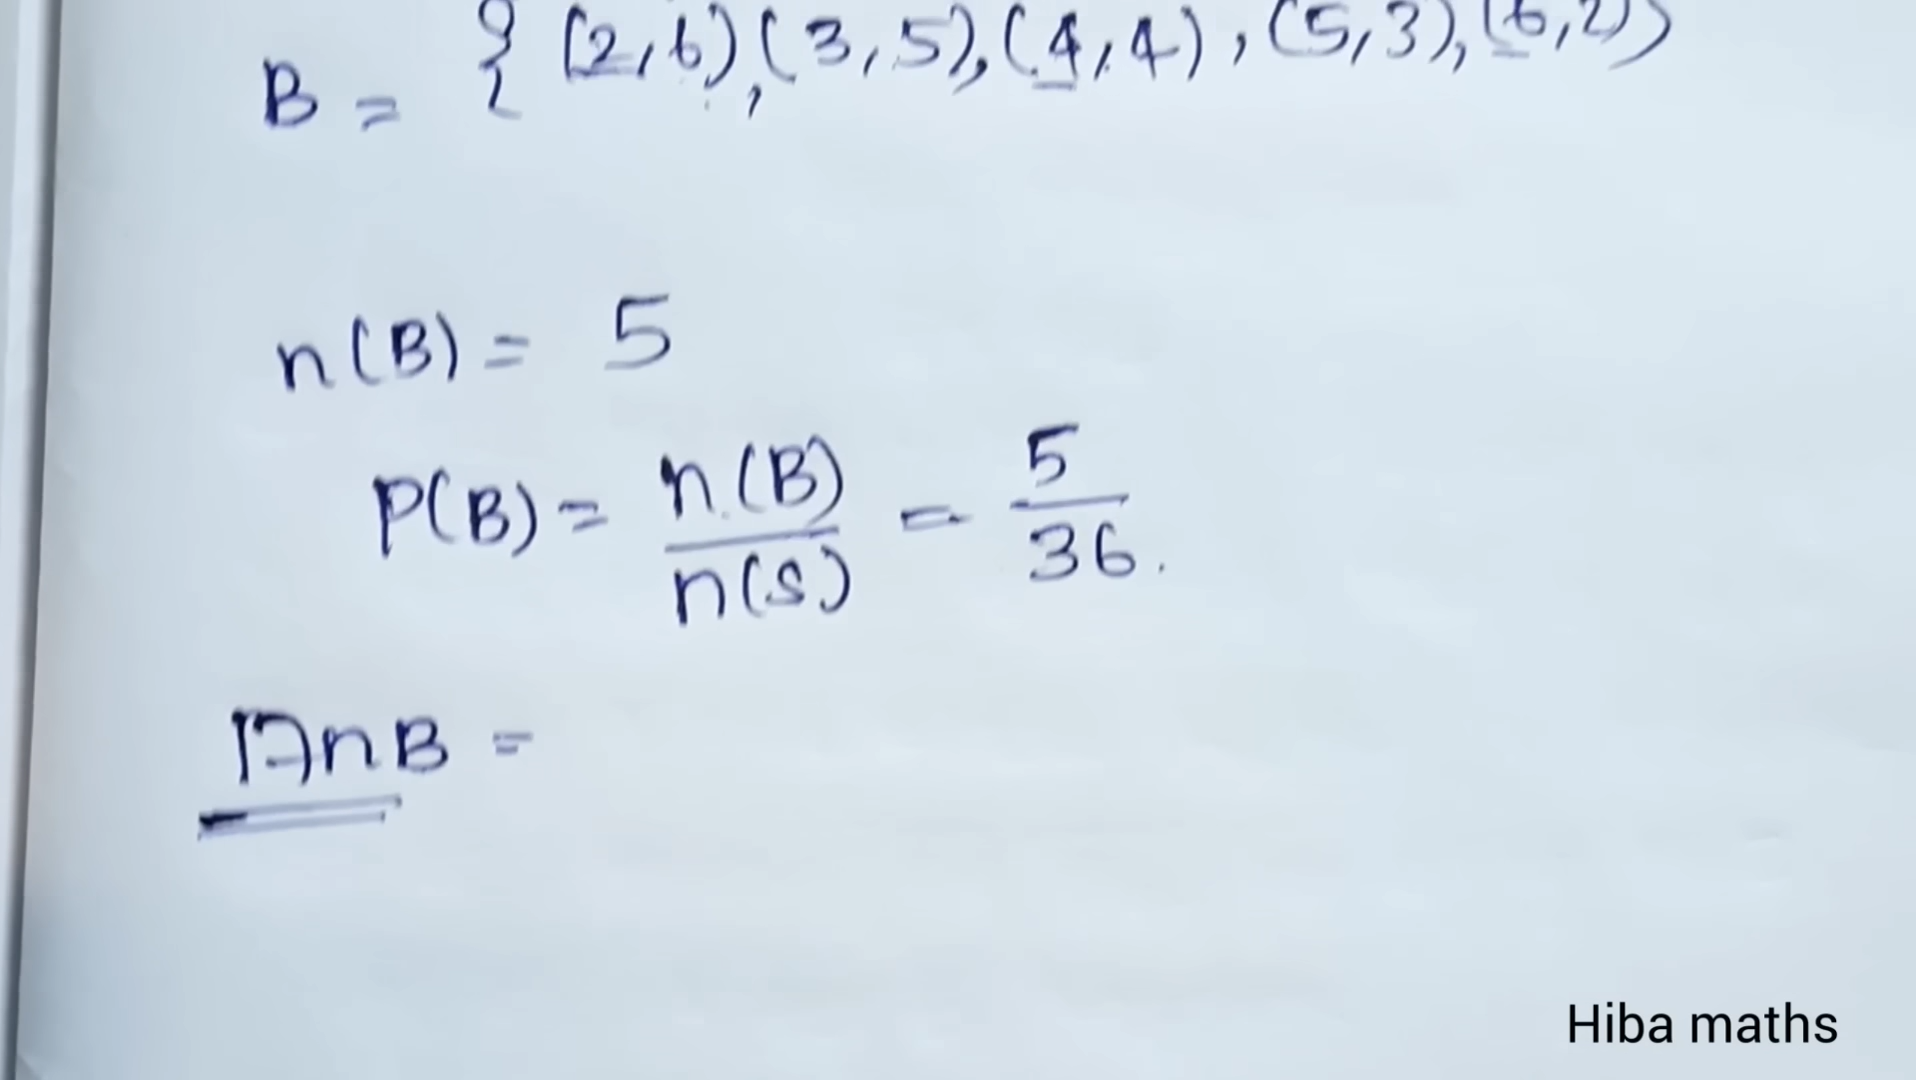 B = { (2,6),(3,5),(4,4),(5,3),(6,2)}
n(B) = 5
P(B) = n(B)/n(S) = 5/36.
A∩B =
Hiba maths